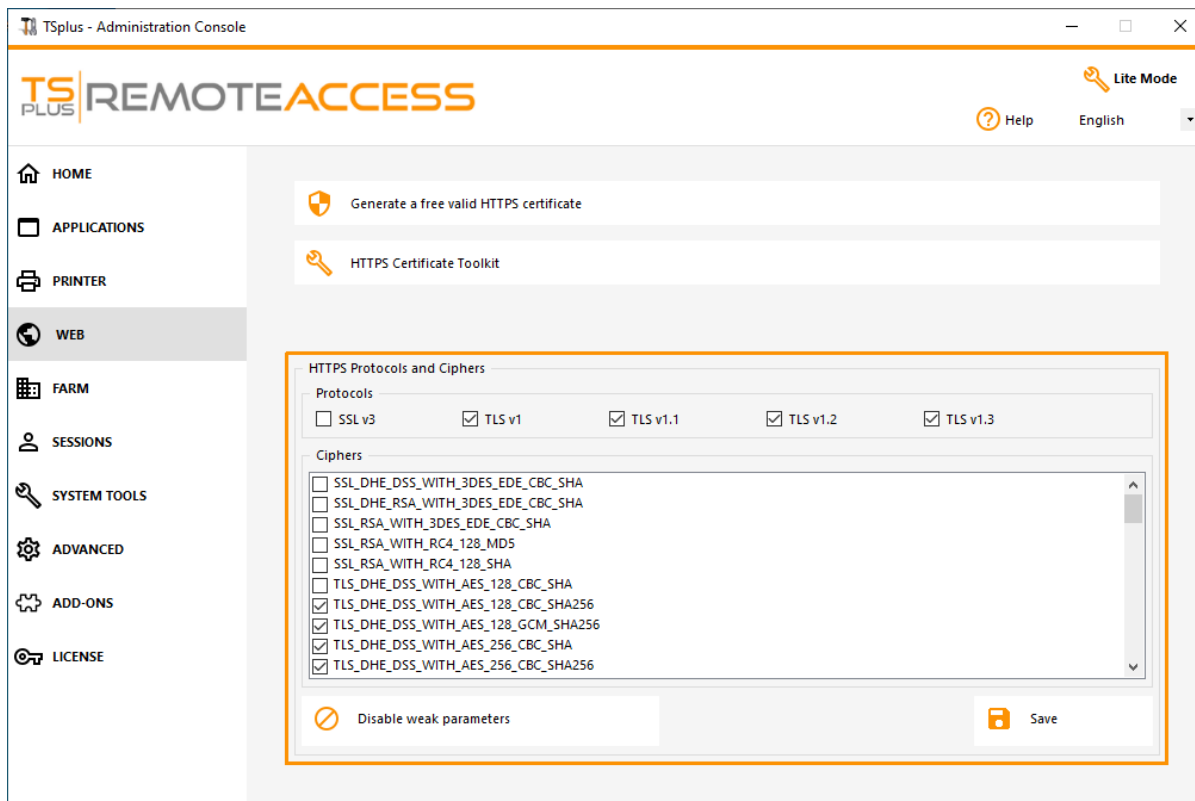 TSplus - Administration Console
TS PLUS REMOTEACCESS
Lite Mode
Help
English
HOME
APPLICATIONS
PRINTER
WEB
FARM
SESSIONS
SYSTEM TOOLS
ADVANCED
ADD-ONS
LICENSE
Generate a free valid HTTPS certificate
HTTPS Certificate Toolkit
HTTPS Protocols and Ciphers
Protocols
SSL v3 TLS v1 TLS v1.1 TLS v1.2 TLS v1.3
Ciphers
SSL_DHE_DSS_WITH_3DES_EDE_CBC_SHA
SSL_DHE_RSA_WITH_3DES_EDE_CBC_SHA
SSL_RSA_WITH_3DES_EDE_CBC_SHA
SSL_RSA_WITH_RC4_128_MD5
SSL_RSA_WITH_RC4_128_SHA
TLS_DHE_DSS_WITH_AES_128_CBC_SHA
TLS_DHE_DSS_WITH_AES_128_CBC_SHA256
TLS_DHE_DSS_WITH_AES_128_GCM_SHA256
TLS_DHE_DSS_WITH_AES_256_CBC_SHA
TLS_DHE_DSS_WITH_AES_256_CBC_SHA256
Disable weak parameters
Save